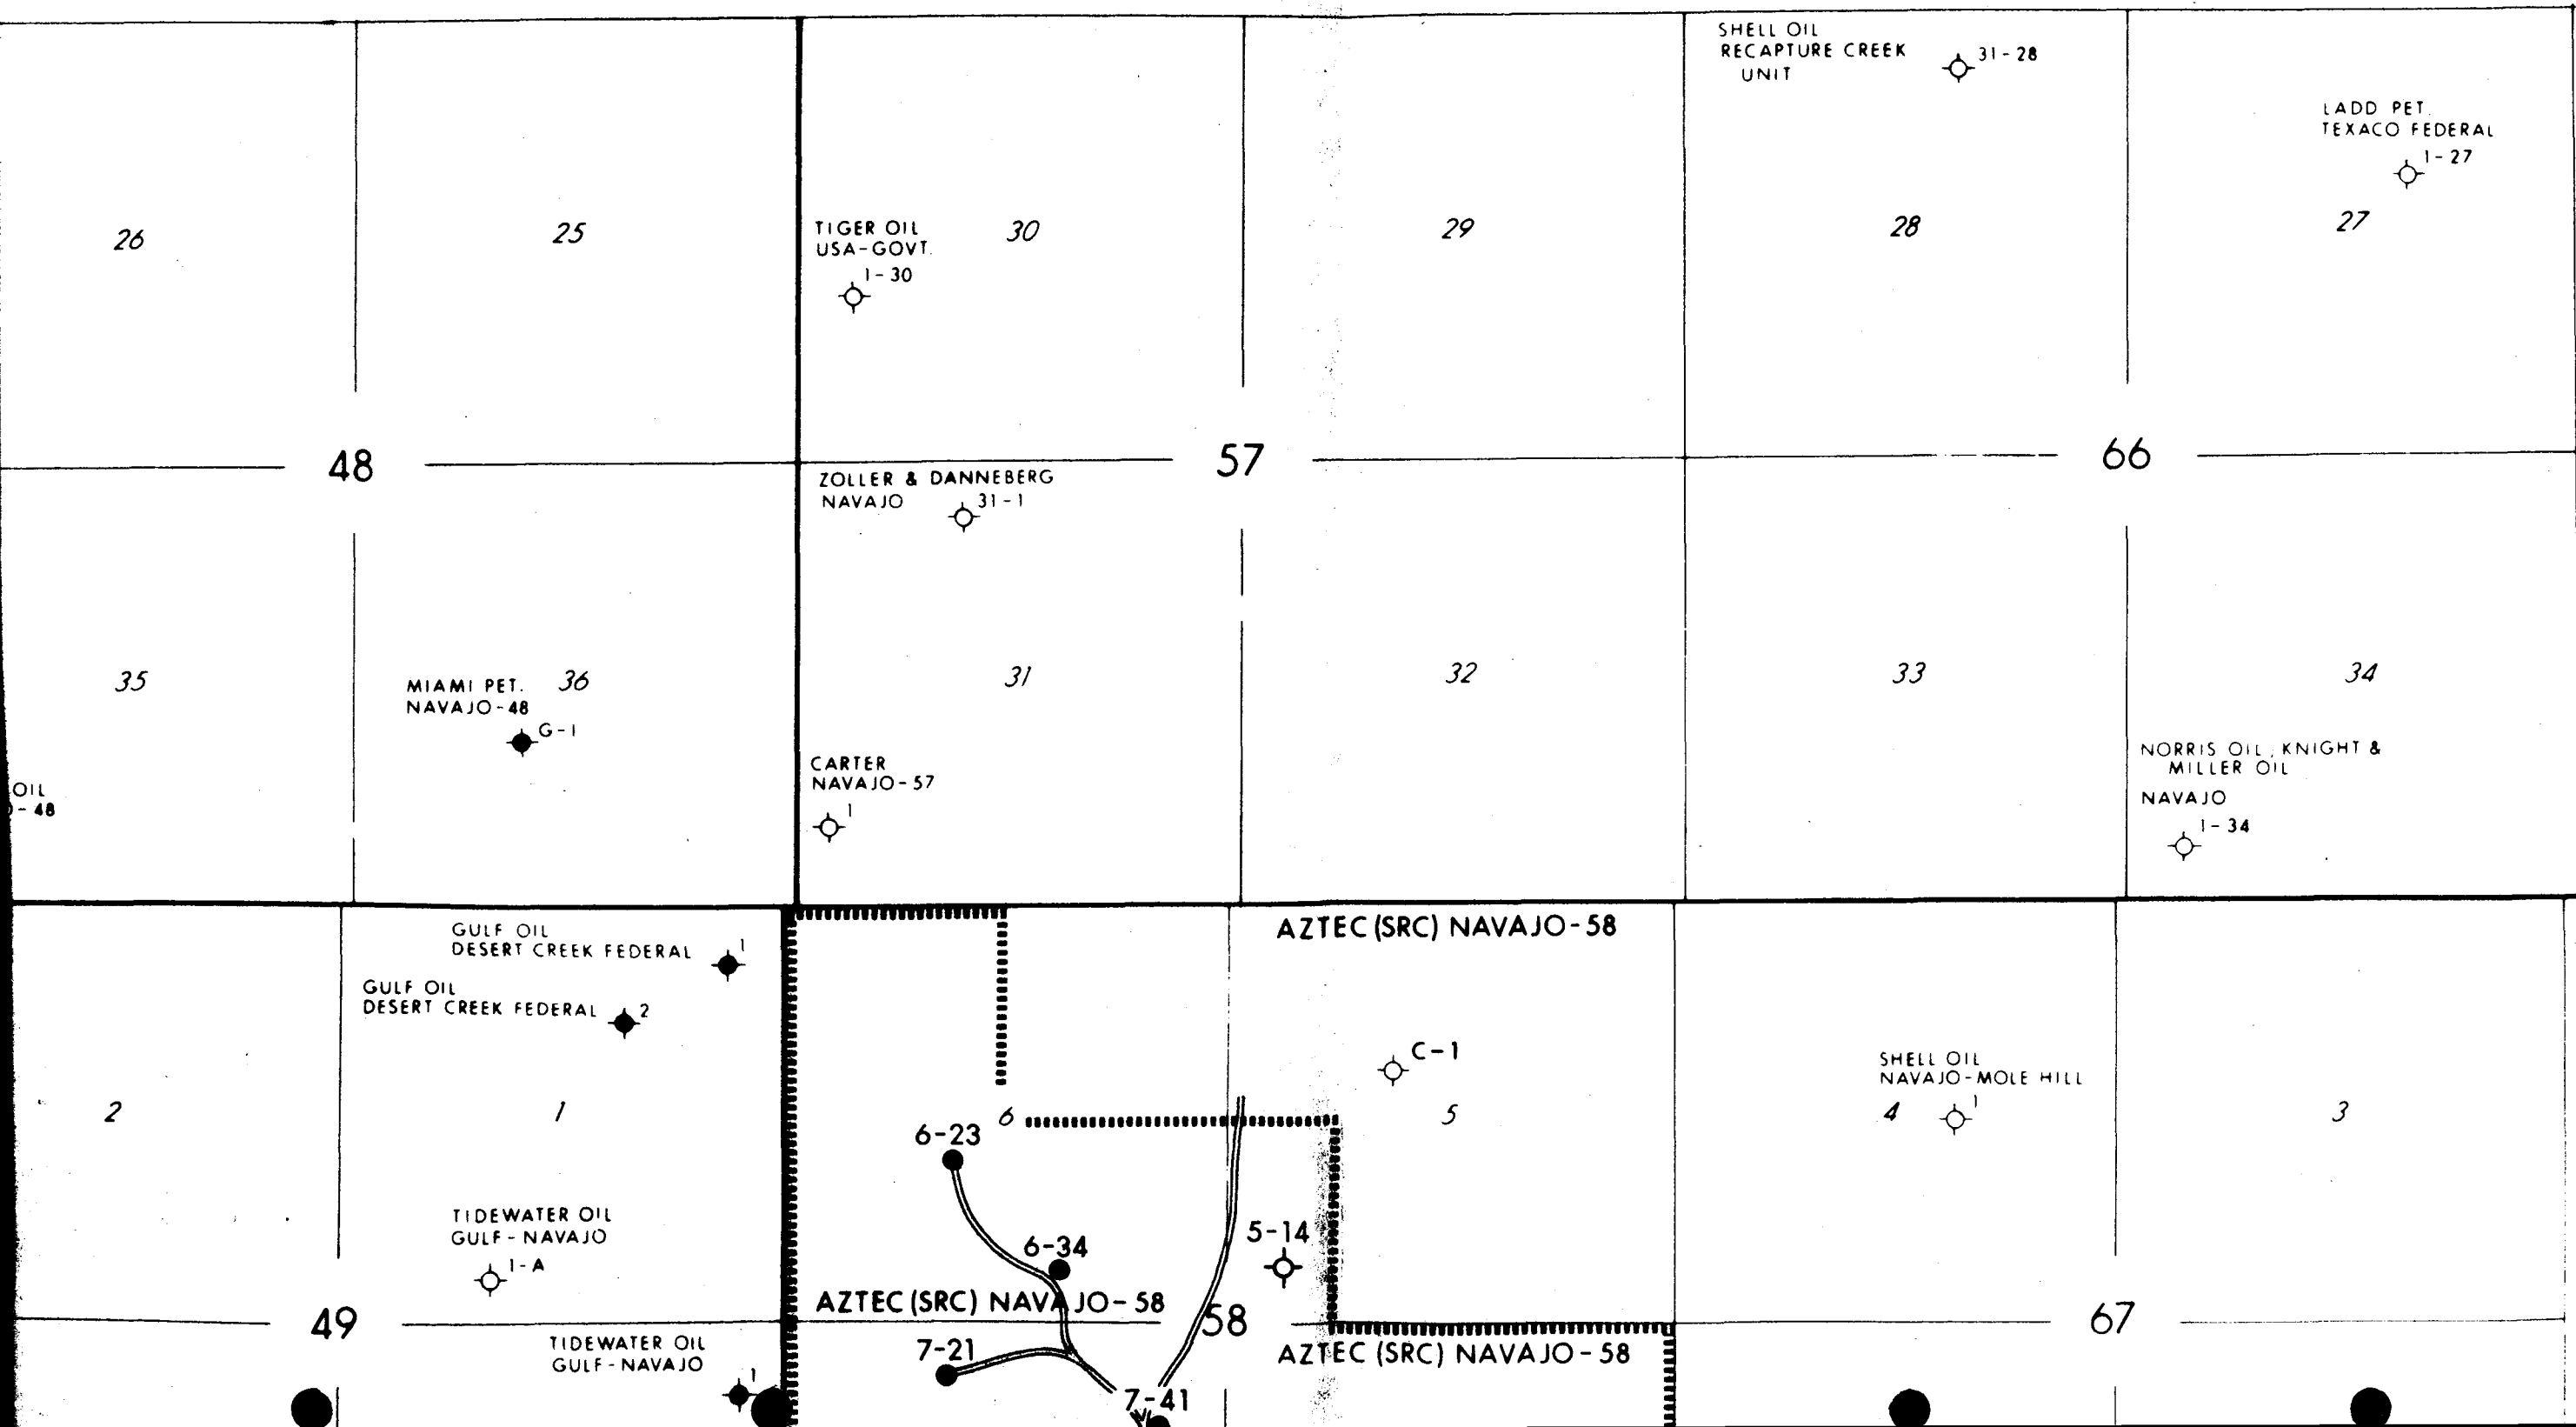 SHELL OIL
RECAPTURE CREEK
UNIT
31-28
LADD PET.
TEXACO FEDERAL
1-27
26
25
TIGER OIL
USA-GOVT.
1-30
30
29
28
27
48
57
66
ZOLLER & DANNEBERG
NAVAJO
31-1
35
MIAMI PET.
NAVAJO-48
G-1
36
31
32
33
34
OIL
-48
CARTER
NAVAJO-57
1
NORRIS OIL, KNIGHT &
MILLER OIL
NAVAJO
1-34
GULF OIL
DESERT CREEK FEDERAL
1
GULF OIL
DESERT CREEK FEDERAL
2
AZTEC (SRC) NAVAJO-58
C-1
SHELL OIL
NAVAJO-MOLE HILL
1
2
1
6
5
4
3
6-23
TIDEWATER OIL
GULF-NAVAJO
1-A
6-34
5-14
AZTEC (SRC) NAVAJO-58
49
58
67
TIDEWATER OIL
GULF-NAVAJO
1
7-21
AZTEC (SRC) NAVAJO-58
7-41